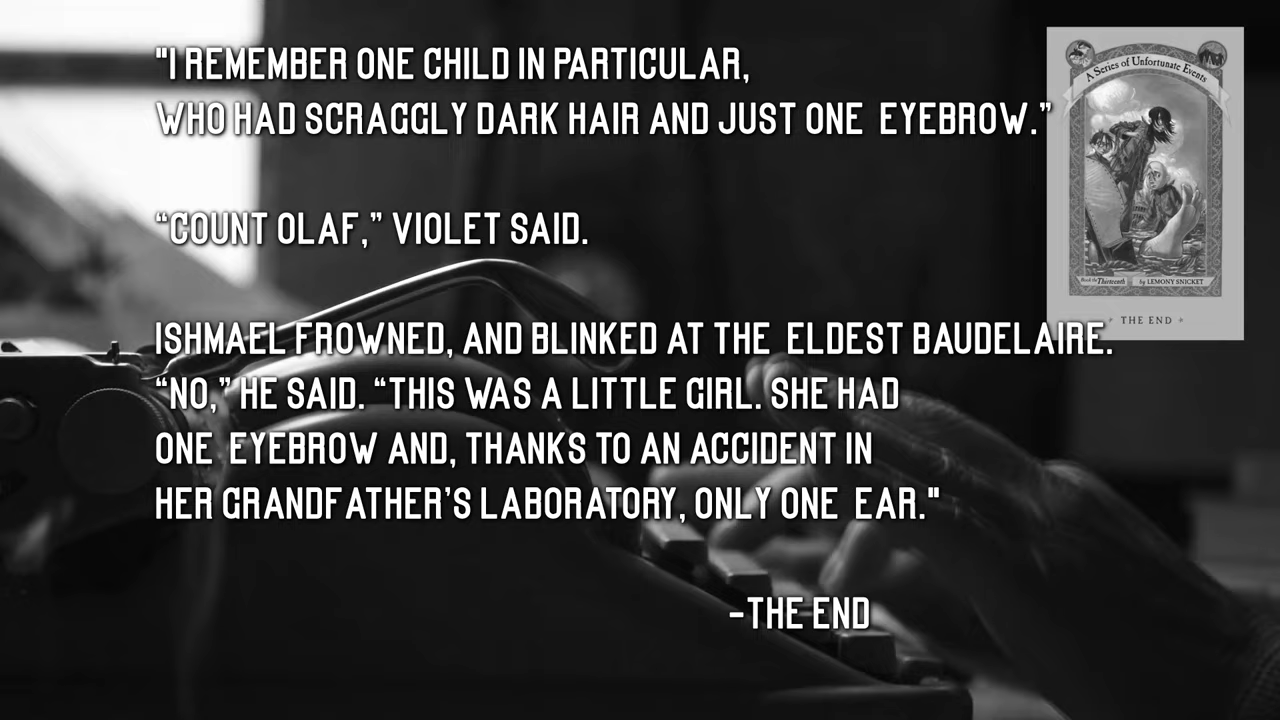 "I REMEMBER ONE CHILD IN PARTICULAR,
WHO HAD SCRAGGLY DARK HAIR AND JUST ONE EYEBROW.”
“COUNT OLAF,” VIOLET SAID.
ISHMAEL FROWNED, AND BLINKED AT THE ELDEST BAUDELAIRE.
“NO,” HE SAID. “THIS WAS A LITTLE GIRL. SHE HAD
ONE EYEBROW AND, THANKS TO AN ACCIDENT IN
HER GRANDFATHER’S LABORATORY, ONLY ONE EAR."
-THE END
A Series of Unfortunate Events
Book the Thirteenth by LEMONY SNICKET
THE END